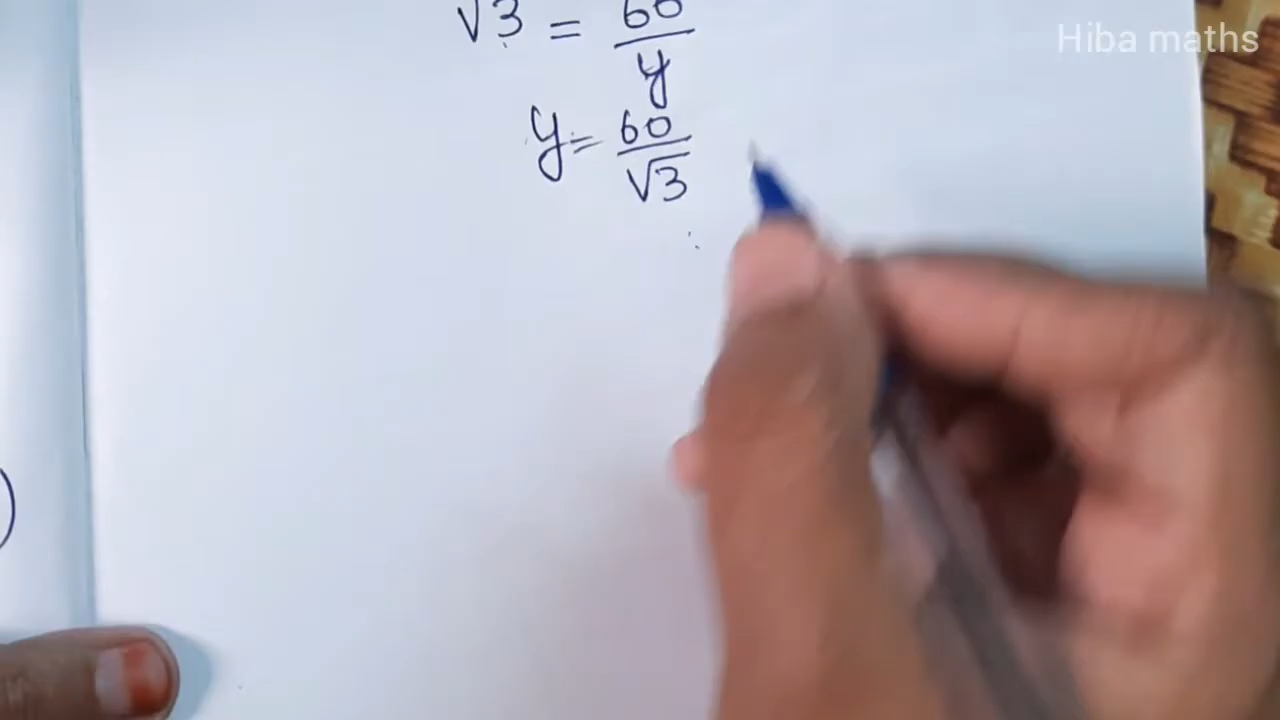 Hiba maths
√3 = 60/y
y = 60/√3
)